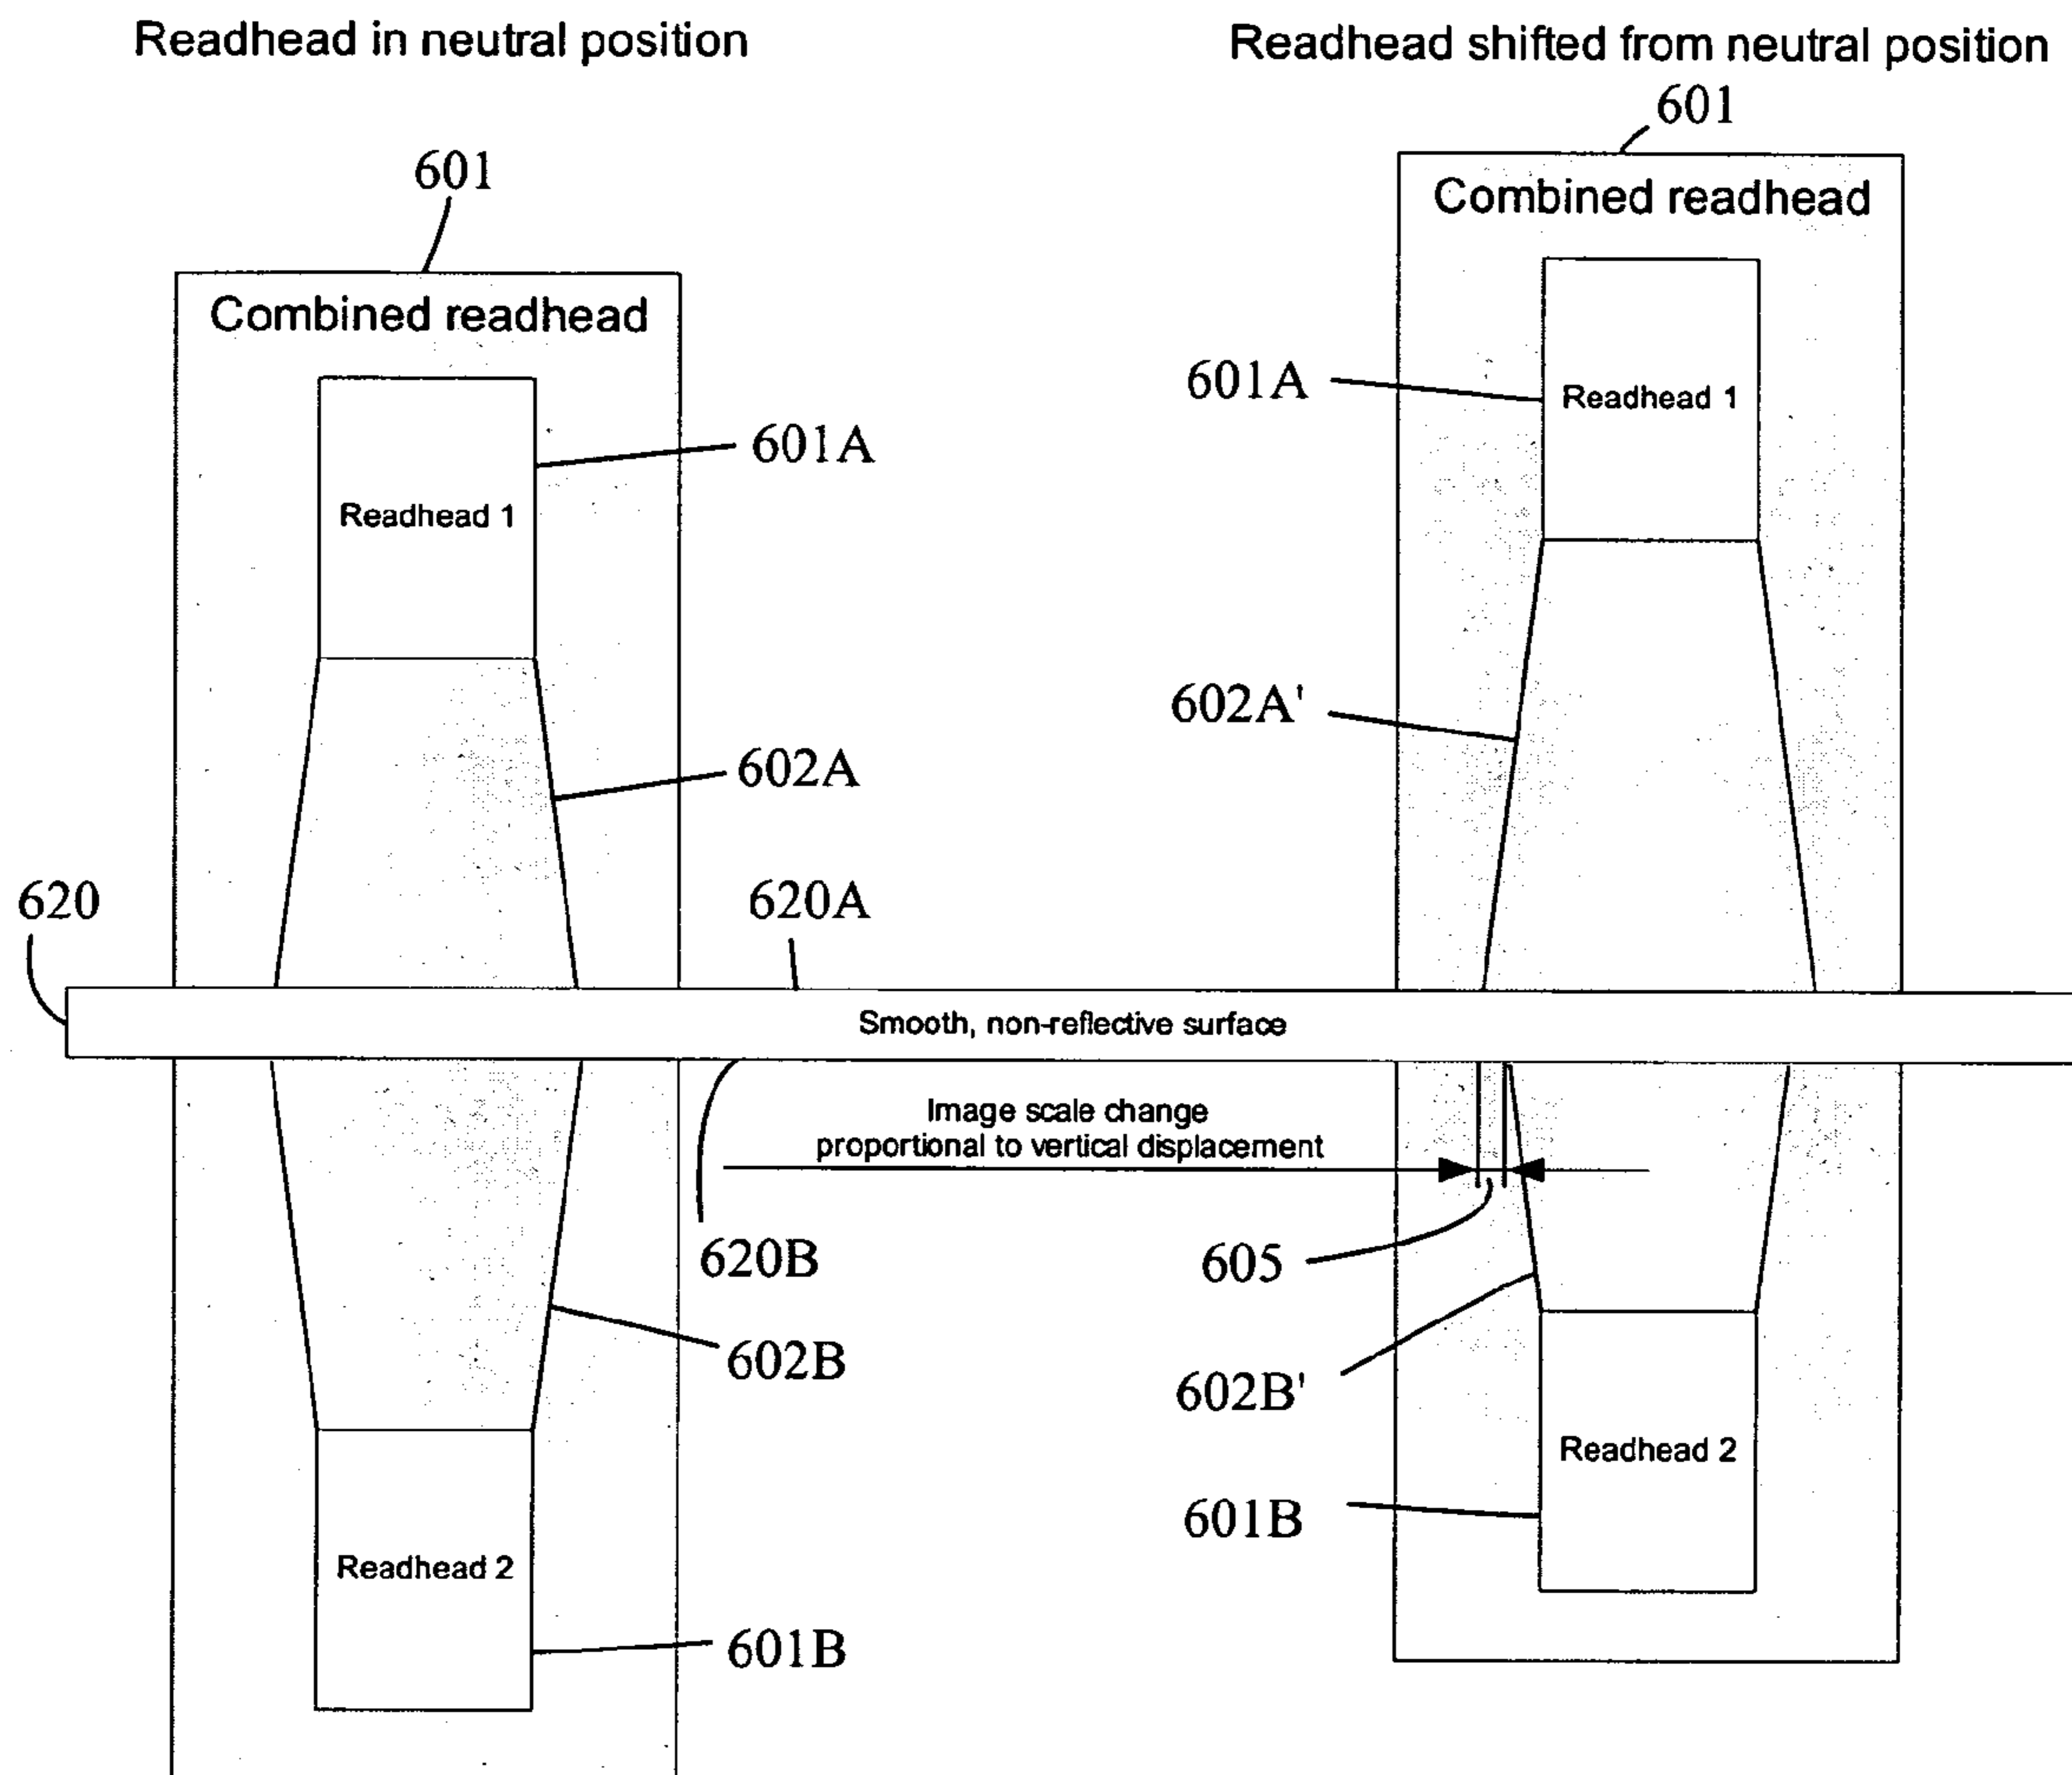 Readhead in neutral position
Readhead shifted from neutral position
601
601
Combined readhead
Combined readhead
601A
Readhead 1
601A
Readhead 1
602A'
602A
620
620A
Smooth, non-reflective surface
Image scale change
proportional to vertical displacement
620B
605
602B
602B'
Readhead 2
601B
Readhead 2
601B